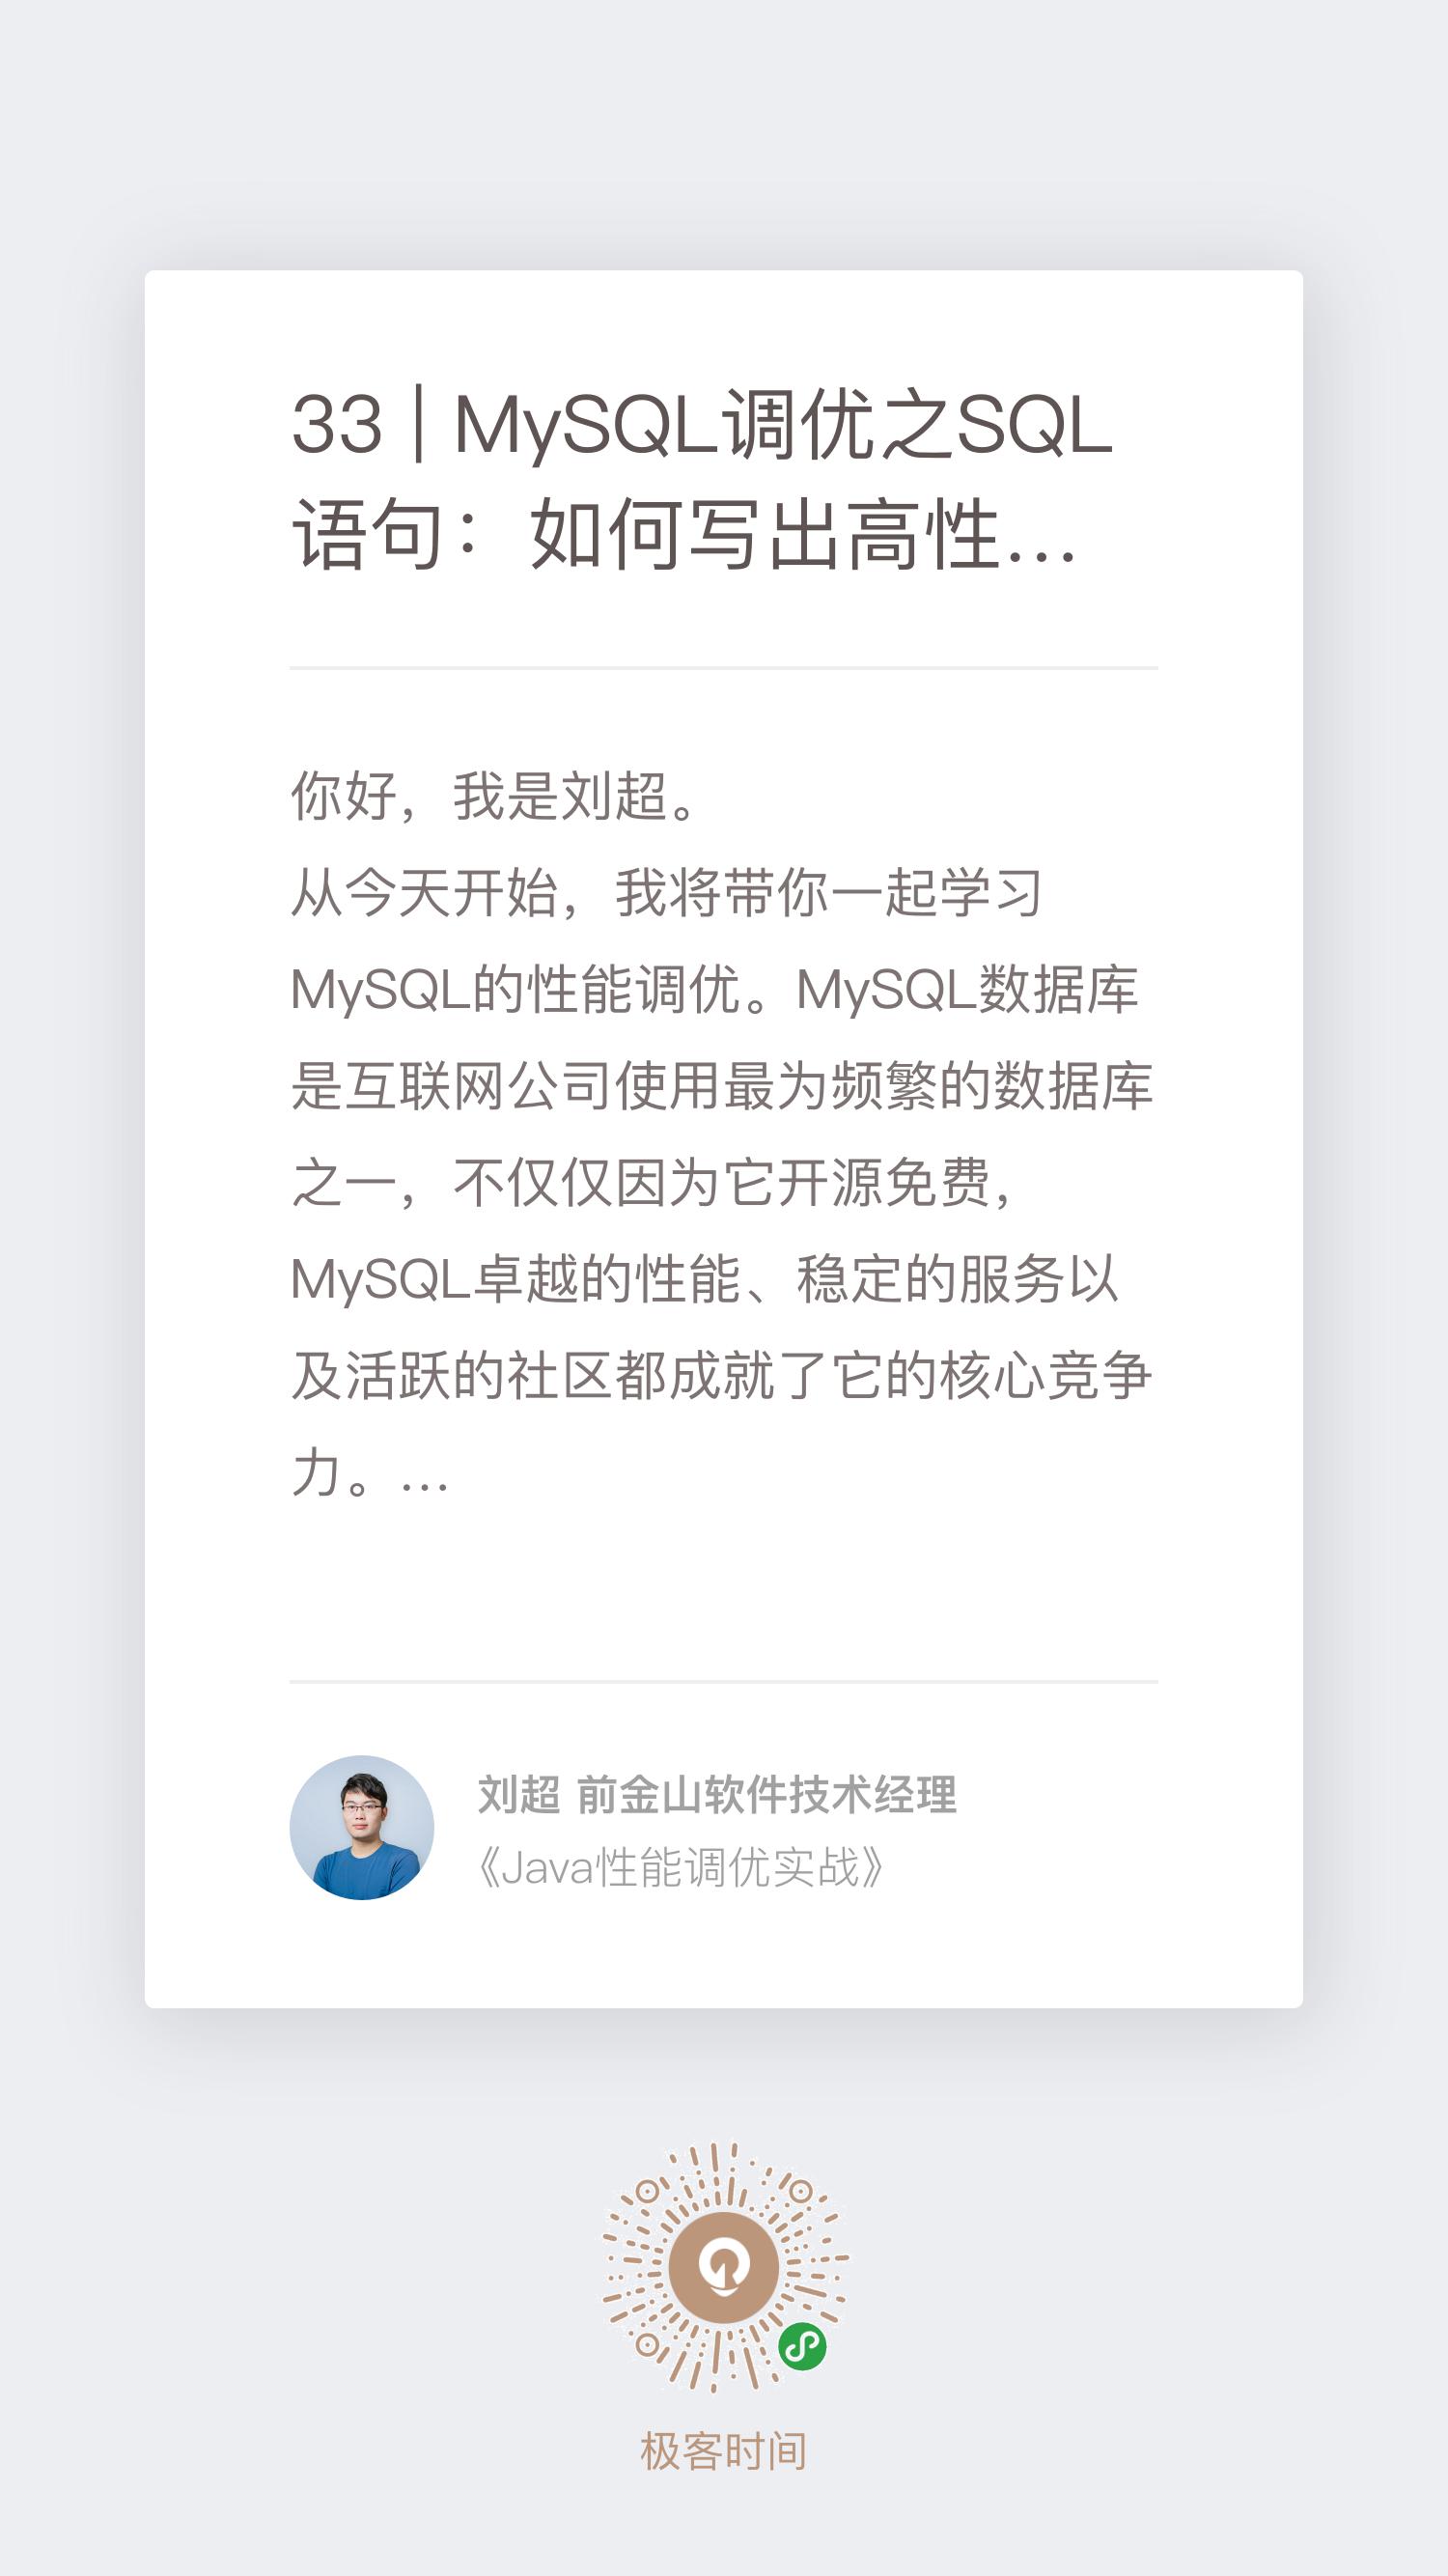 33 | MySQL调优之SQL
语句：如何写出高性...
你好，我是刘超。
从今天开始，我将带你一起学习
MySQL的性能调优。MySQL数据库
是互联网公司使用最为频繁的数据库
之一，不仅仅因为它开源免费，
MySQL卓越的性能、稳定的服务以
及活跃的社区都成就了它的核心竞争
力。...
刘超 前金山软件技术经理
《Java性能调优实战》
极客时间